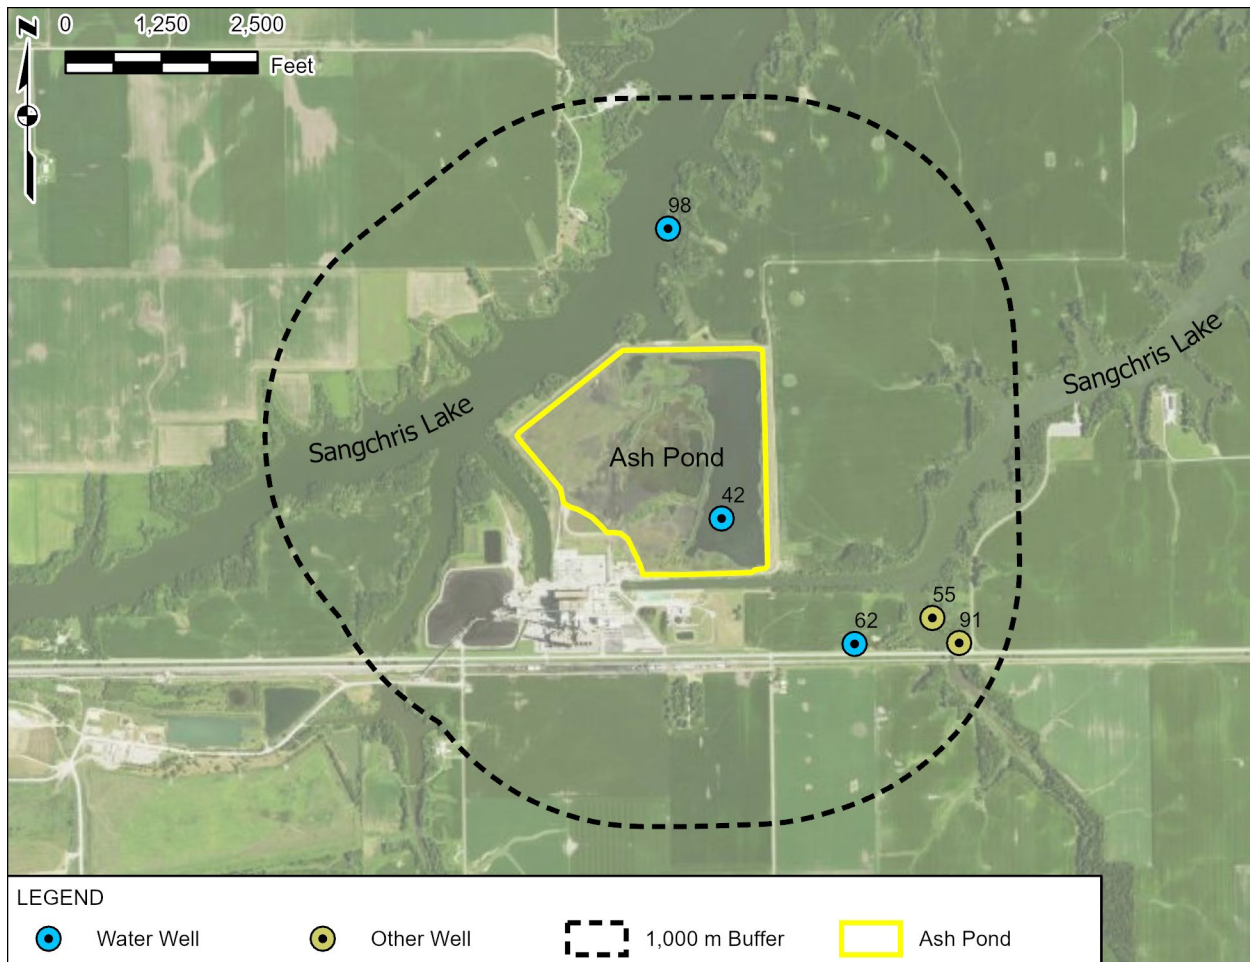 N
0 1,250 2,500
Feet
98
Sangchris Lake
Sangchris Lake
Ash Pond
42
55
62 91
LEGEND
Water Well Other Well 1,000 m Buffer Ash Pond